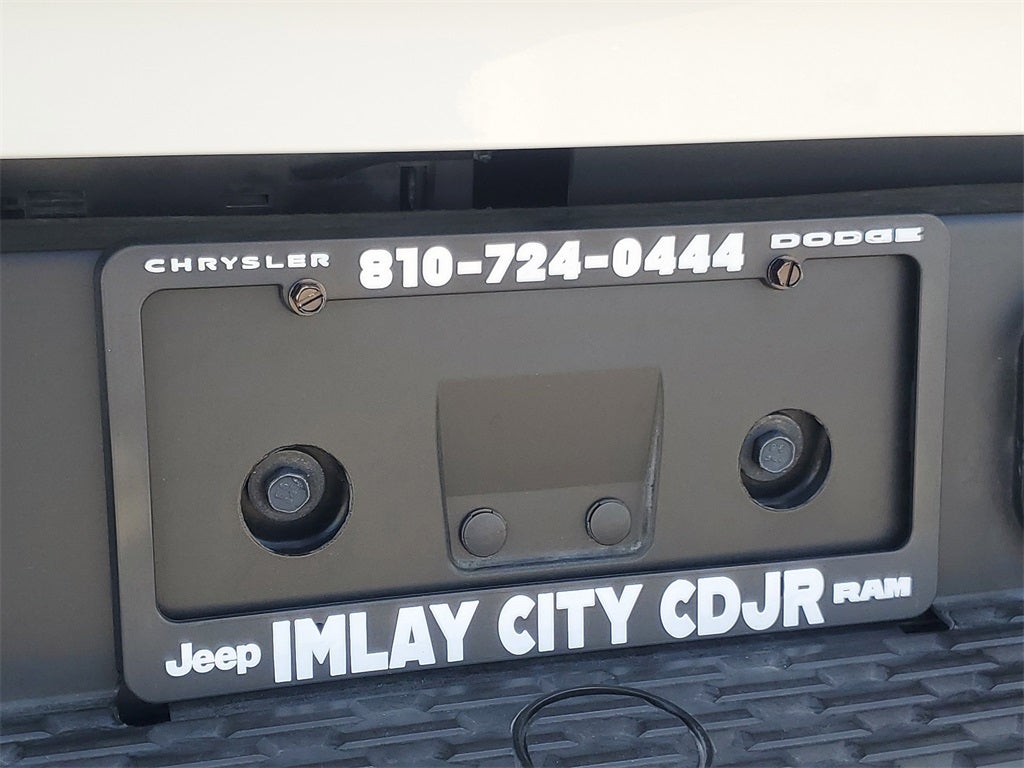 CHRYSLER 810-724-0444 DODGE
Jeep IMLAY CITY CDJR RAM